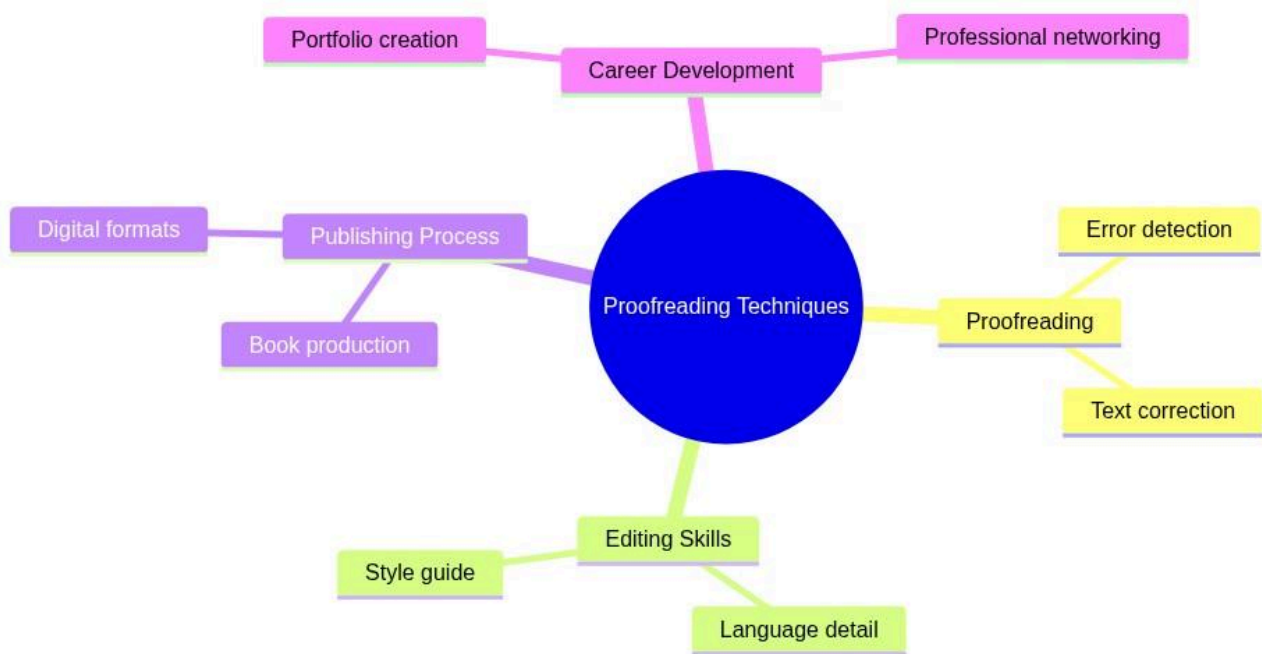 Portfolio creation
Professional networking
Career Development
Digital formats
Publishing Process
Book production
Proofreading Techniques
Error detection
Proofreading
Text correction
Editing Skills
Style guide
Language detail